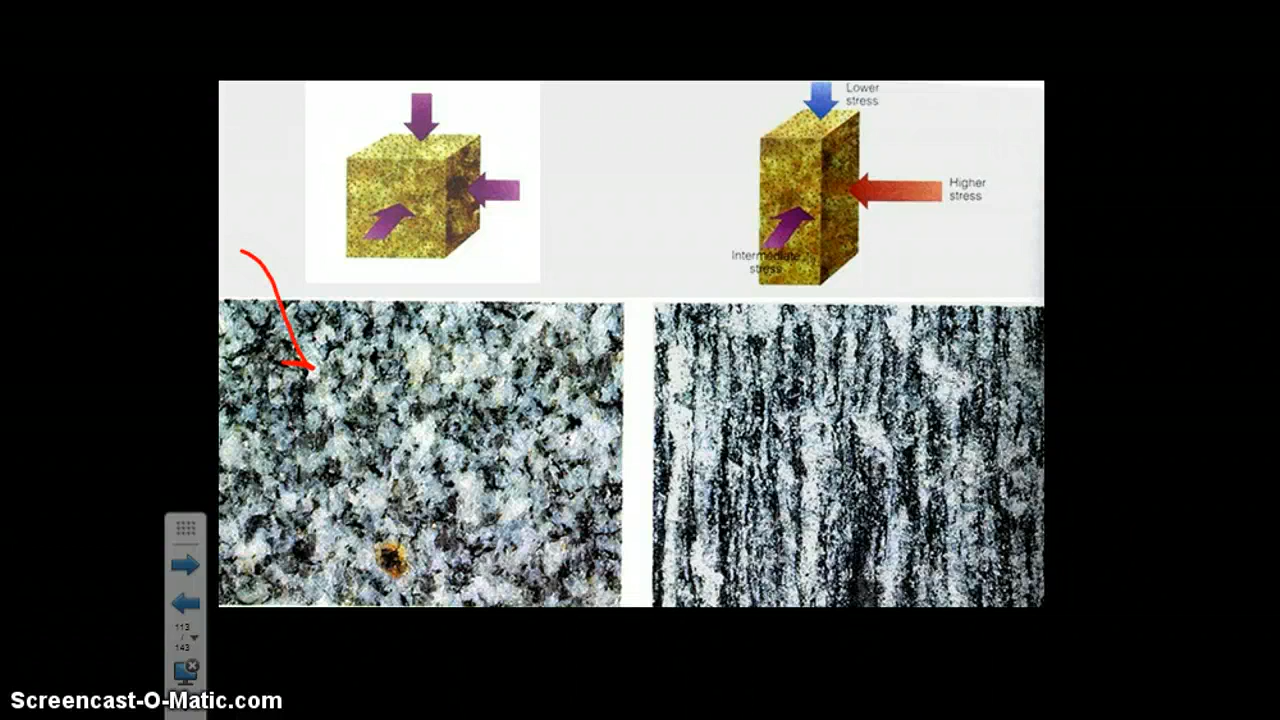 Lower
stress
Higher
stress
Intermediate
stress
113
/
143
Screencast-O-Matic.com